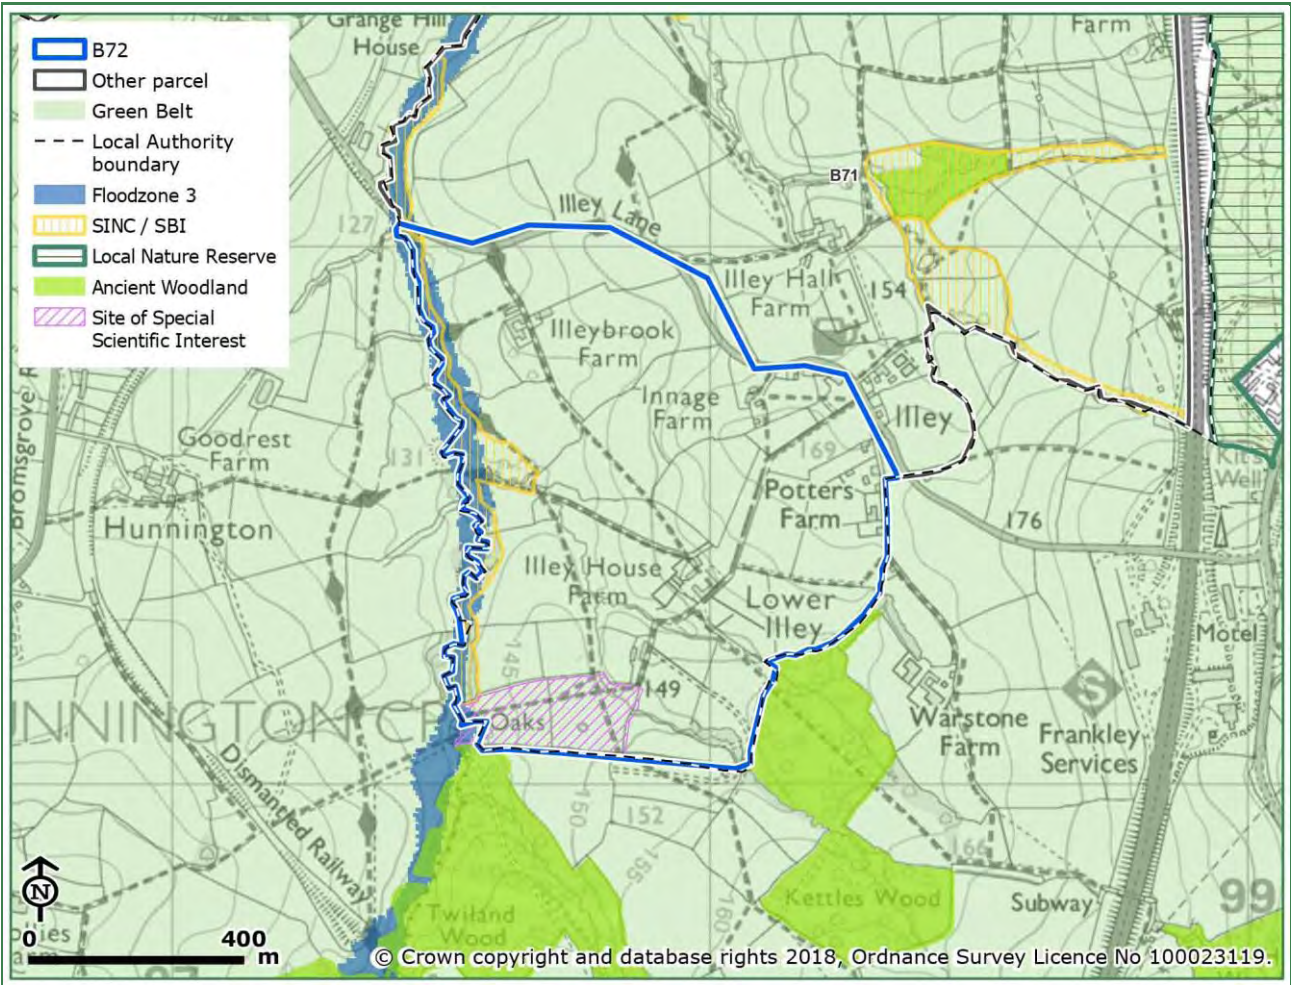 Grange Hill
House
Farm
B72
Other parcel
Green Belt
Local Authority
boundary
Floodzone 3
SINC / SBI
Local Nature Reserve
Ancient Woodland
Site of Special
Scientific Interest
B71
127
Illey Lane
Illey Hall
Farm
154
Illeybrook
Farm
Innage
Farm
Illey
Goodrest
Farm
131
169
Potters
Farm
Well
176
Hunnington
Illey House
Farm
Lower
Illey
Motel
145
149
Oaks
Warstone
Farm
Frankley
Services
S
Dismantled Railway
150
152
155
166
160
Kettles Wood
Subway
99
Twiland
Wood
N
0
400
m
© Crown copyright and database rights 2018, Ordnance Survey Licence No 100023119.